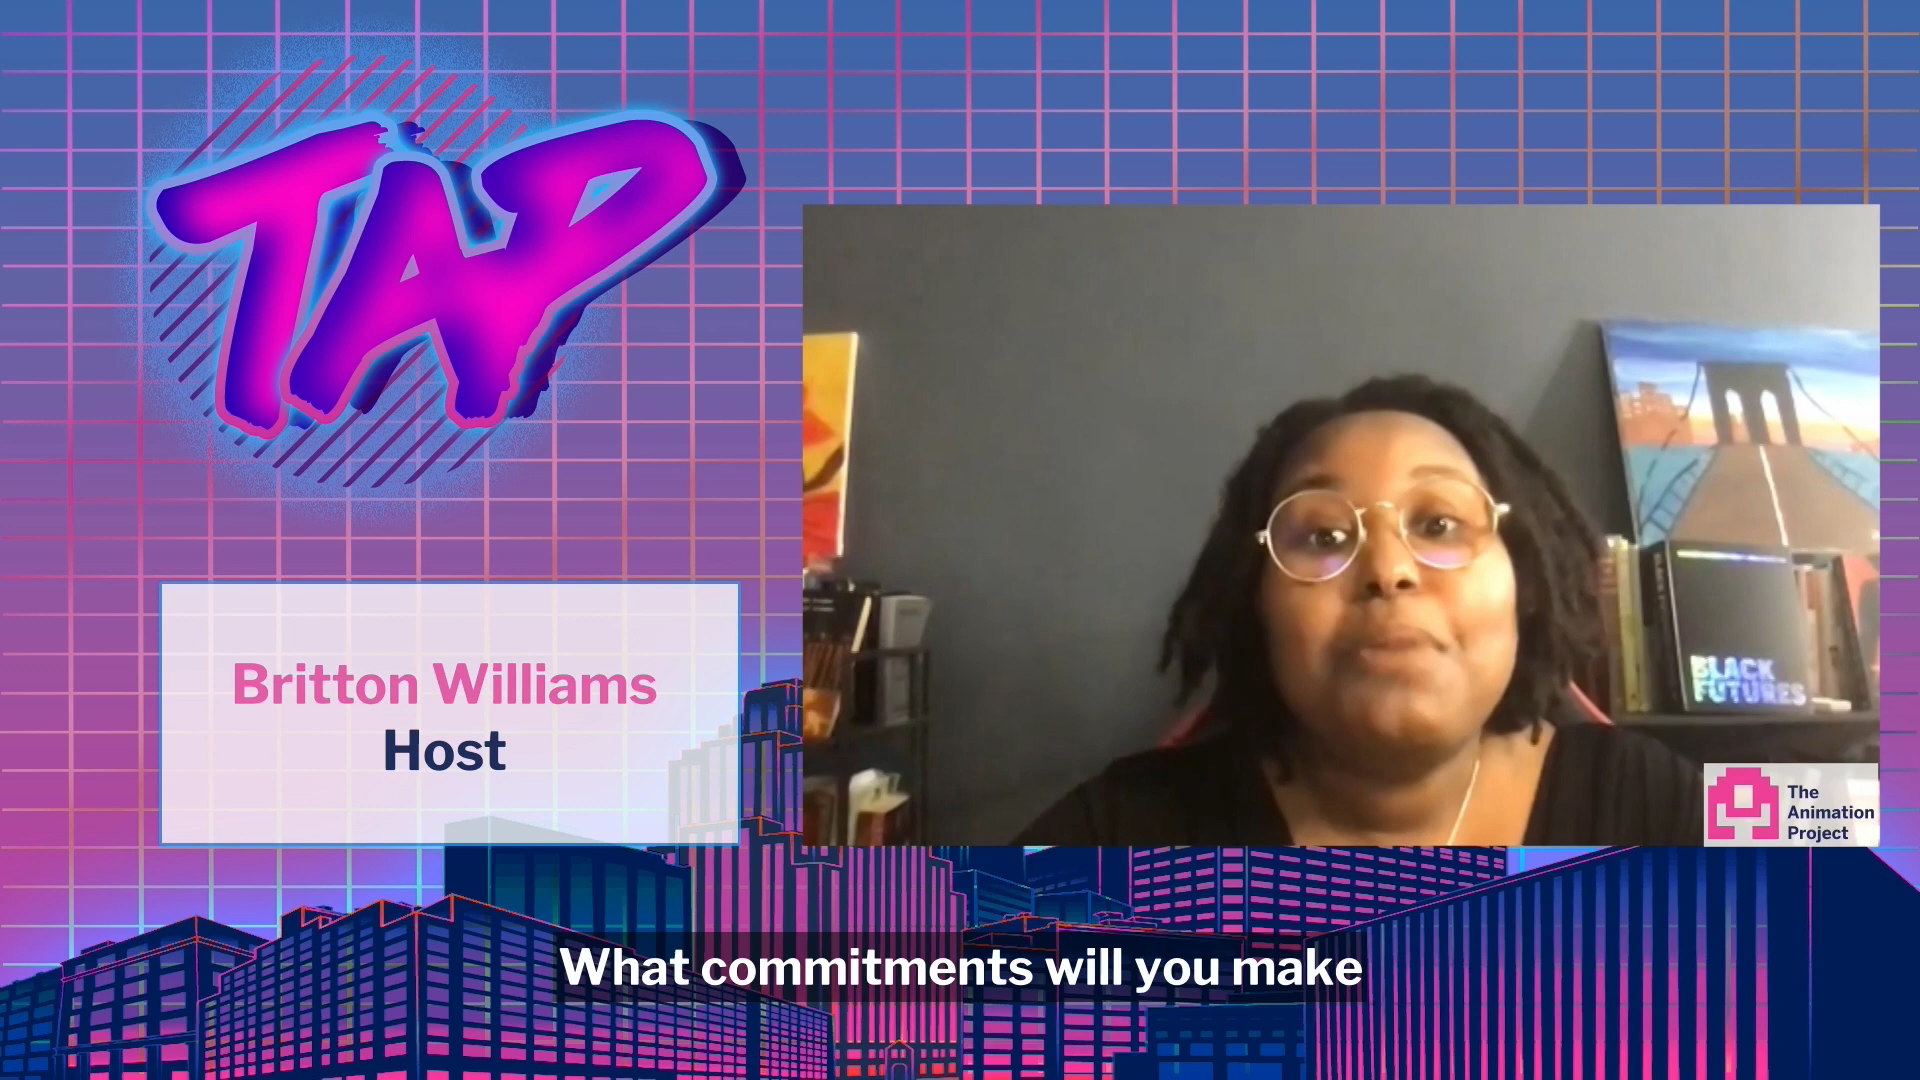 TAP
Britton Williams
Host
BLACK
FUTURES
The
Animation
Project
What commitments will you make